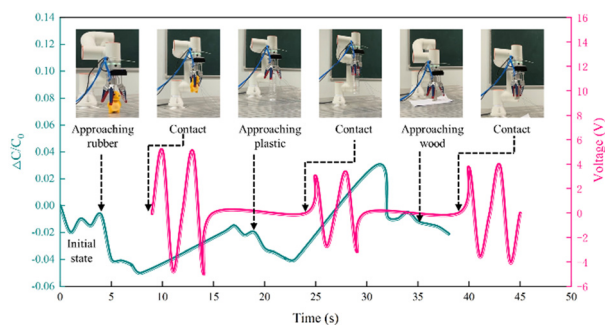 0.14
0.12
0.10
0.08
0.06
0.04
0.02
0.00
-0.02
-0.04
-0.06
ΔC/C0
Approaching
rubber
Contact
Approaching
plastic
Contact
Approaching
wood
Contact
Initial
state
16
14
12
10
8
6
4
2
0
-2
-4
-6
Voltage (V)
0 5 10 15 20 25 30 35 40 45 50
Time (s)